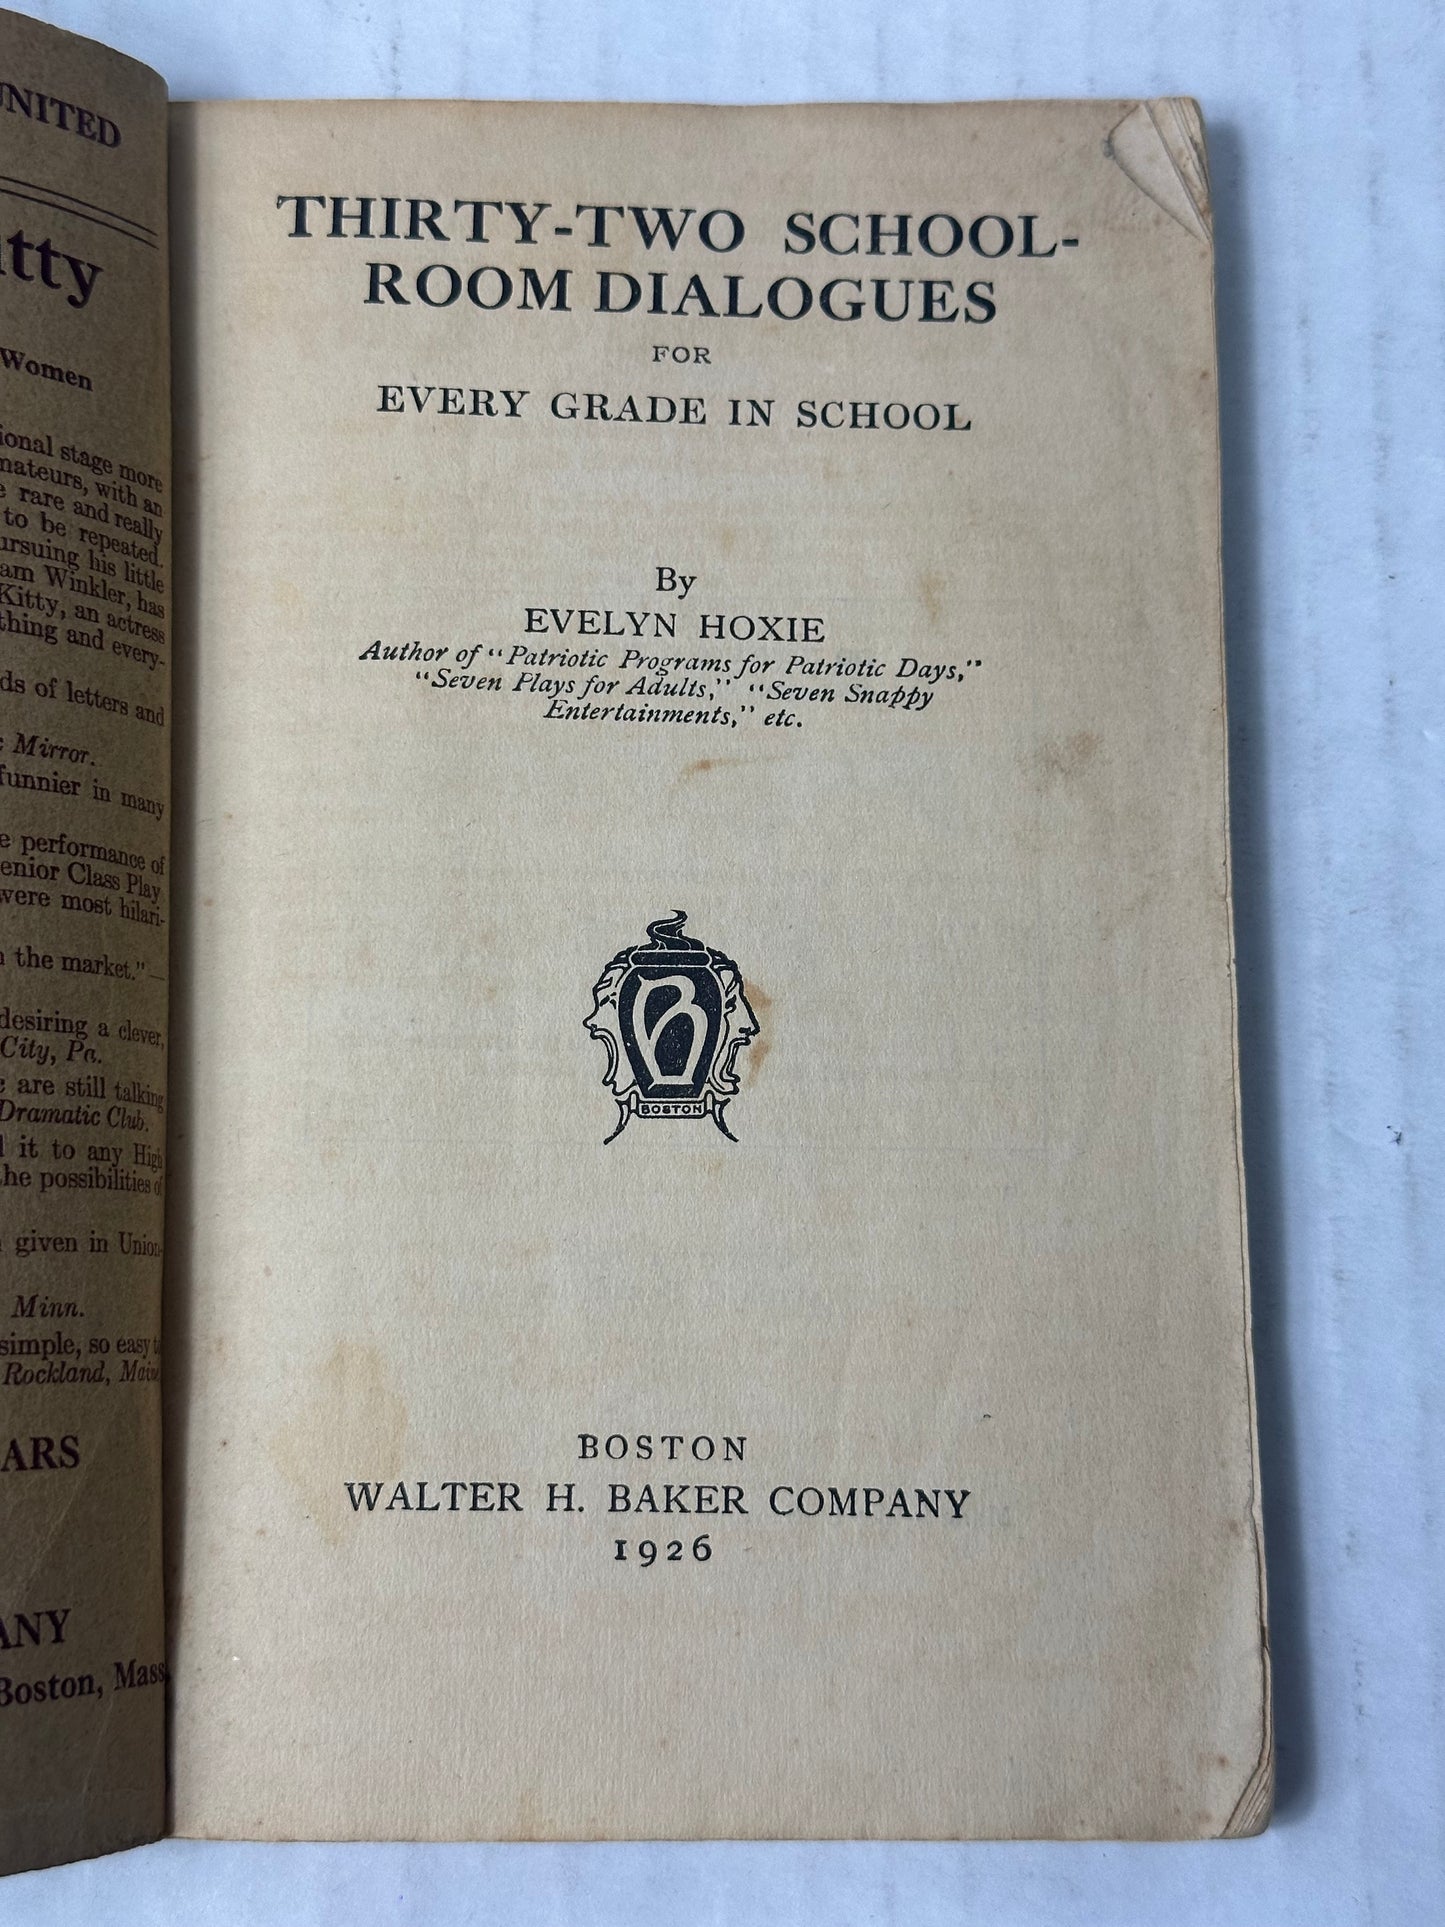 UNITED
Women
ional stage more
mateurs, with an
rare and really
to be repeated.
ursuing his little
am Winkler, has
Kitty, an actress
thing and every-
ds of letters and
Mirror.
funnier in many
e performance of
enior Class Play
were most hilari-
the market."—
desiring a clever,
City, Pa.
are still talking
Dramatic Club.
it to any High
the possibilities of
given in Union-
Minn.
simple, so easy
Rockland, Maine
ARS
ANY
Boston, Mass.
THIRTY-TWO SCHOOL-
ROOM DIALOGUES
FOR
EVERY GRADE IN SCHOOL
By
EVELYN HOXIE
Author of "Patriotic Programs for Patriotic Days,"
"Seven Plays for Adults," "Seven Snappy
Entertainments," etc.
B
BOSTON
BOSTON
WALTER H. BAKER COMPANY
1926